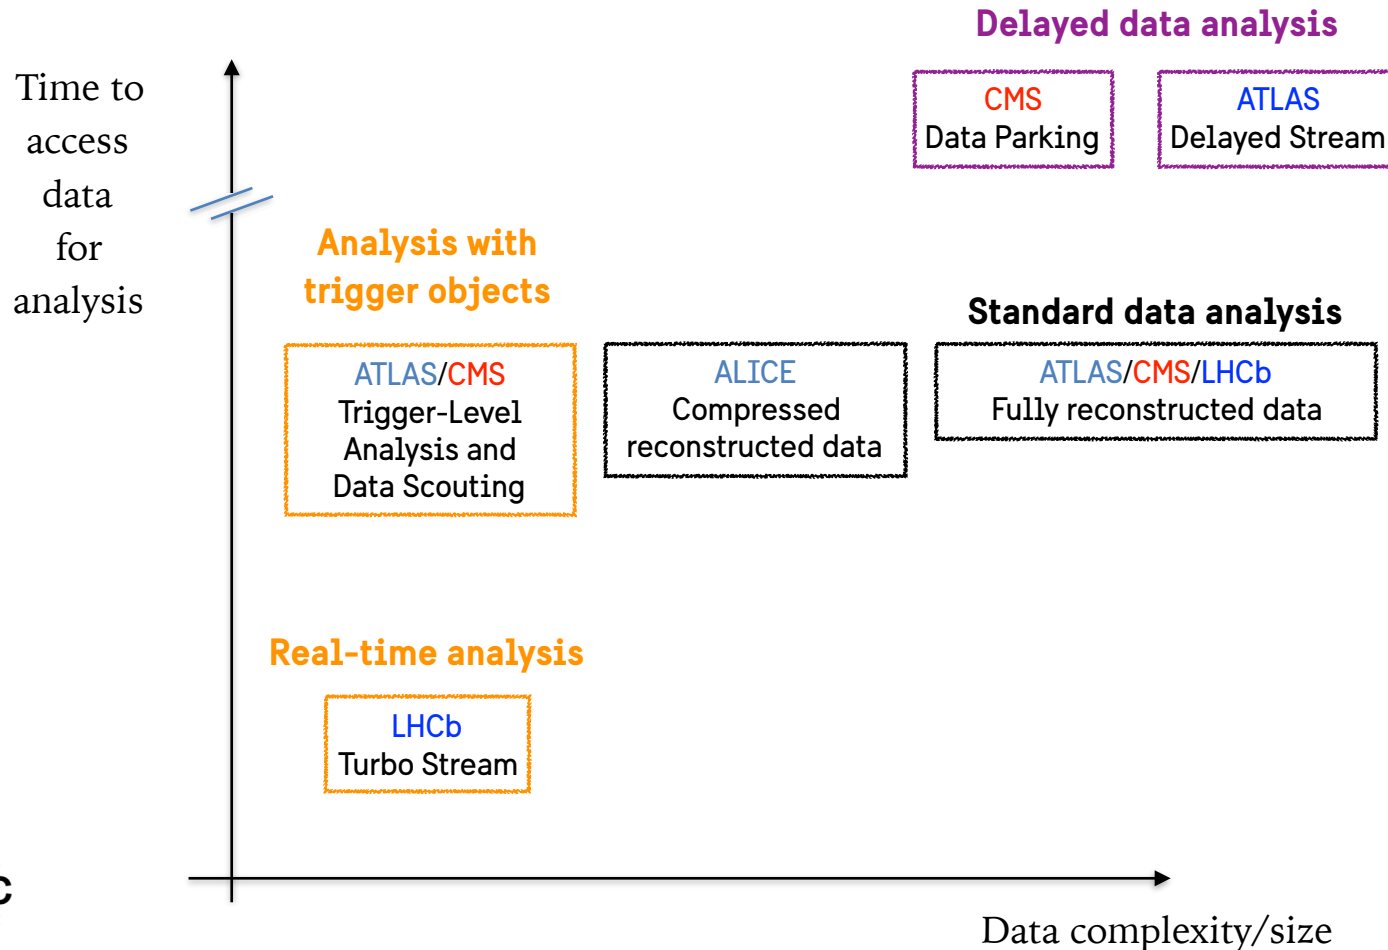 Delayed data analysis
CMS
Data Parking
ATLAS
Delayed Stream
Time to
access
data
for
analysis
Analysis with
trigger objects
ATLAS/CMS
Trigger-Level
Analysis and
Data Scouting
ALICE
Compressed
reconstructed data
Standard data analysis
ATLAS/CMS/LHCb
Fully reconstructed data
Real-time analysis
LHCb
Turbo Stream
c
Data complexity/size